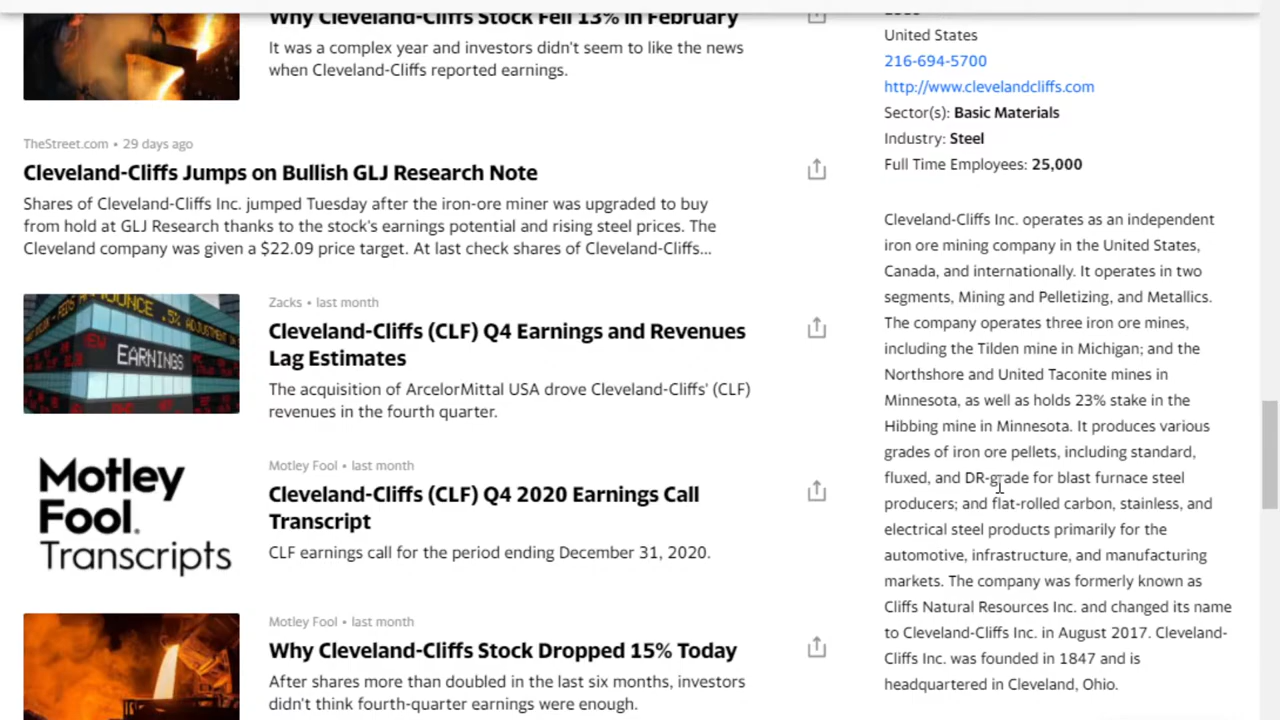 Why Cleveland-Cliffs Stock Fell 13% in February
It was a complex year and investors didn't seem to like the news
when Cleveland-Cliffs reported earnings.
TheStreet.com • 29 days ago
Cleveland-Cliffs Jumps on Bullish GLJ Research Note
Shares of Cleveland-Cliffs Inc. jumped Tuesday after the iron-ore miner was upgraded to buy
from hold at GLJ Research thanks to the stock's earnings potential and rising steel prices. The
Cleveland company was given a $22.09 price target. At last check shares of Cleveland-Cliffs...
EARNINGS
Zacks • last month
Cleveland-Cliffs (CLF) Q4 Earnings and Revenues
Lag Estimates
The acquisition of ArcelorMittal USA drove Cleveland-Cliffs' (CLF)
revenues in the fourth quarter.
Motley
Fool.
Transcripts
Motley Fool • last month
Cleveland-Cliffs (CLF) Q4 2020 Earnings Call
Transcript
CLF earnings call for the period ending December 31, 2020.
Motley Fool • last month
Why Cleveland-Cliffs Stock Dropped 15% Today
After shares more than doubled in the last six months, investors
didn't think fourth-quarter earnings were enough.
United States
216-694-5700
http://www.clevelandcliffs.com
Sector(s): Basic Materials
Industry: Steel
Full Time Employees: 25,000
Cleveland-Cliffs Inc. operates as an independent
iron ore mining company in the United States,
Canada, and internationally. It operates in two
segments, Mining and Pelletizing, and Metallics.
The company operates three iron ore mines,
including the Tilden mine in Michigan; and the
Northshore and United Taconite mines in
Minnesota, as well as holds 23% stake in the
Hibbing mine in Minnesota. It produces various
grades of iron ore pellets, including standard,
fluxed, and DR-grade for blast furnace steel
producers; and flat-rolled carbon, stainless, and
electrical steel products primarily for the
automotive, infrastructure, and manufacturing
markets. The company was formerly known as
Cliffs Natural Resources Inc. and changed its name
to Cleveland-Cliffs Inc. in August 2017. Cleveland-
Cliffs Inc. was founded in 1847 and is
headquartered in Cleveland, Ohio.